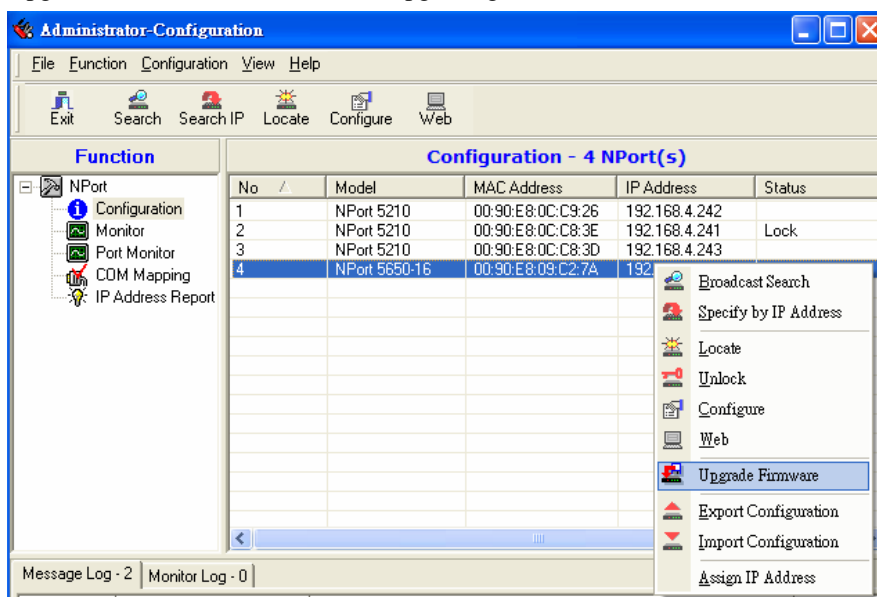 Administrator-Configuration
File Function Configuration View Help
Exit Search Search IP Locate Configure Web
Function
Configuration - 4 NPort(s)
NPort
Configuration
Monitor
Port Monitor
COM Mapping
IP Address Report
No Model MAC Address IP Address Status
1 NPort 5210 00:90:E8:0C:C9:26 192.168.4.242
2 NPort 5210 00:90:E8:0C:C8:3E 192.168.4.241 Lock
3 NPort 5210 00:90:E8:0C:C8:3D 192.168.4.243
4 NPort 5650-16 00:90:E8:09:C2:7A 192.
Broadcast Search
Specify by IP Address
Locate
Unlock
Configure
Web
Upgrade Firmware
Export Configuration
Import Configuration
Assign IP Address
Message Log - 2 Monitor Log - 0